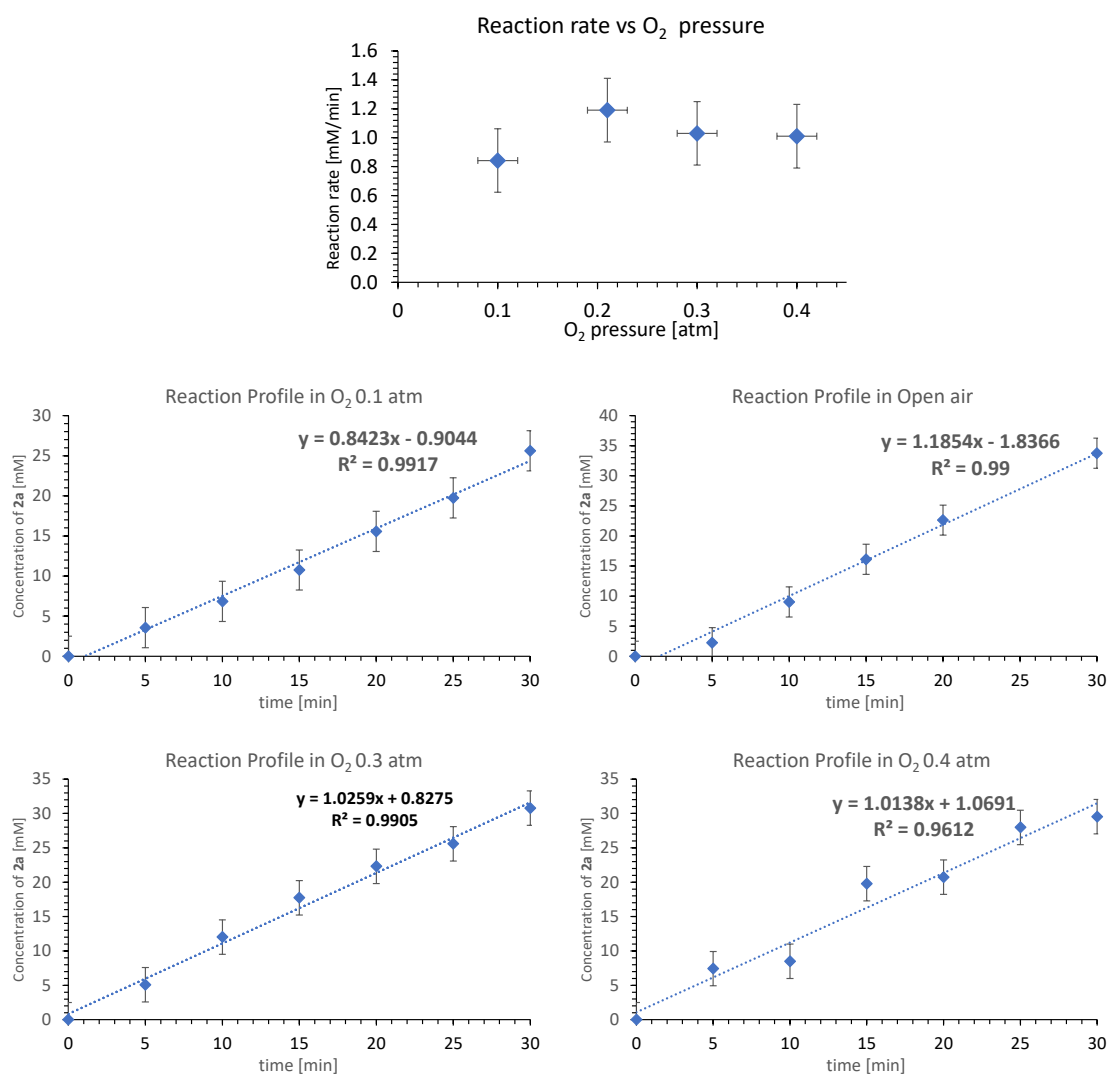 Reaction rate vs O₂ pressure
Reaction rate [mM/min]
1.6
1.4
1.2
1.0
0.8
0.6
0.4
0.2
0.0
0 0.1 0.2 0.3 0.4
O₂ pressure [atm]
Reaction Profile in O₂ 0.1 atm
y = 0.8423x - 0.9044
R² = 0.9917
Concentration of 2a [mM]
30
25
20
15
10
5
0
0 5 10 15 20 25 30
time [min]
Reaction Profile in Open air
y = 1.1854x - 1.8366
R² = 0.99
Concentration of 2a [mM]
40
35
30
25
20
15
10
5
0
0 5 10 15 20 25 30
time [min]
Reaction Profile in O₂ 0.3 atm
y = 1.0259x + 0.8275
R² = 0.9905
Concentration of 2a [mM]
35
30
25
20
15
10
5
0
0 5 10 15 20 25 30
time [min]
Reaction Profile in O₂ 0.4 atm
y = 1.0138x + 1.0691
R² = 0.9612
Concentration of 2a [mM]
35
30
25
20
15
10
5
0
0 5 10 15 20 25 30
time [min]